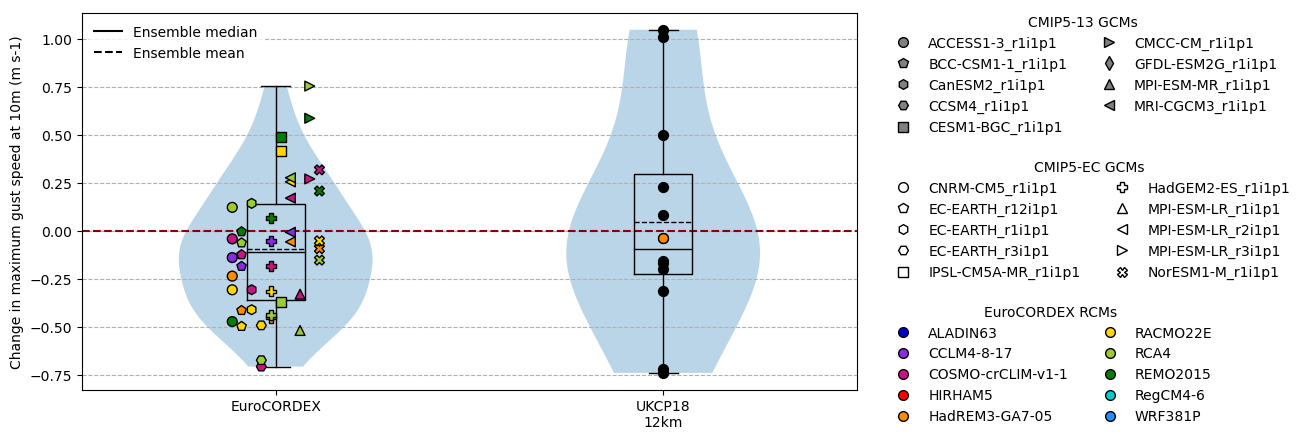 Change in maximum gust speed at 10m (m s-1)
1.00
0.75
0.50
0.25
0.00
−0.25
−0.50
−0.75
Ensemble median
Ensemble mean
EuroCORDEX
UKCP18
12km
CMIP5-13 GCMs
ACCESS1-3_r1i1p1
BCC-CSM1-1_r1i1p1
CanESM2_r1i1p1
CCSM4_r1i1p1
CESM1-BGC_r1i1p1
CMCC-CM_r1i1p1
GFDL-ESM2G_r1i1p1
MPI-ESM-MR_r1i1p1
MRI-CGCM3_r1i1p1
CMIP5-EC GCMs
CNRM-CM5_r1i1p1
EC-EARTH_r12i1p1
EC-EARTH_r1i1p1
EC-EARTH_r3i1p1
IPSL-CM5A-MR_r1i1p1
HadGEM2-ES_r1i1p1
MPI-ESM-LR_r1i1p1
MPI-ESM-LR_r2i1p1
MPI-ESM-LR_r3i1p1
NorESM1-M_r1i1p1
EuroCORDEX RCMs
ALADIN63
CCLM4-8-17
COSMO-crCLIM-v1-1
HIRHAM5
HadREM3-GA7-05
RACMO22E
RCA4
REMO2015
RegCM4-6
WRF381P